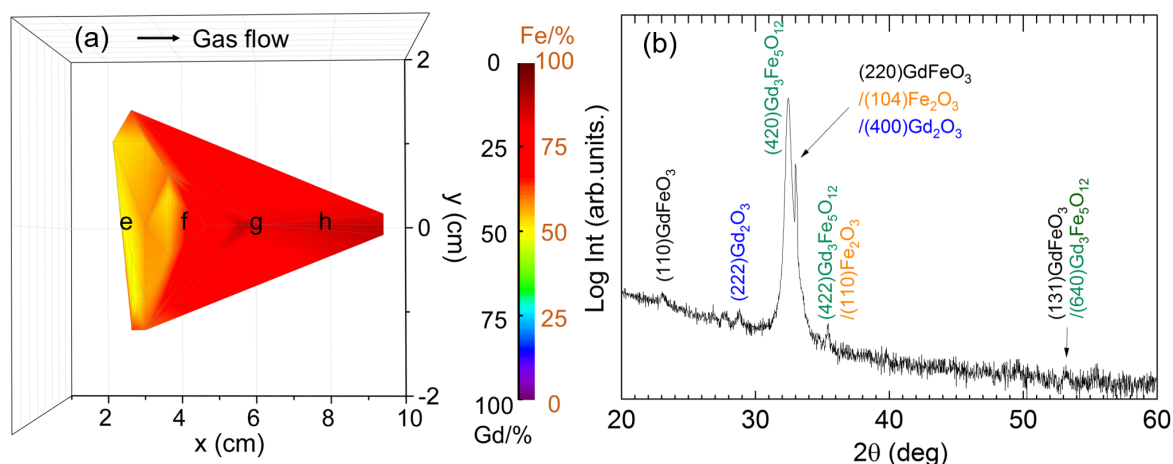 (a)
Gas flow
2
0
-2
y (cm)
2
4
6
8
10
x (cm)
e
f
g
h
Fe/%
0
25
50
75
100
Gd/%
100
75
50
25
0
(b)
Log Int (arb.units.)
(110)GdFeO₃
(222)Gd₂O₃
(420)Gd₃Fe₅O₁₂
(220)GdFeO₃
/(104)Fe₂O₃
/(400)Gd₂O₃
(422)Gd₃Fe₅O₁₂
/(110)Fe₂O₃
(131)GdFeO₃
/(640)Gd₃Fe₅O₁₂
20
30
40
50
60
2θ (deg)